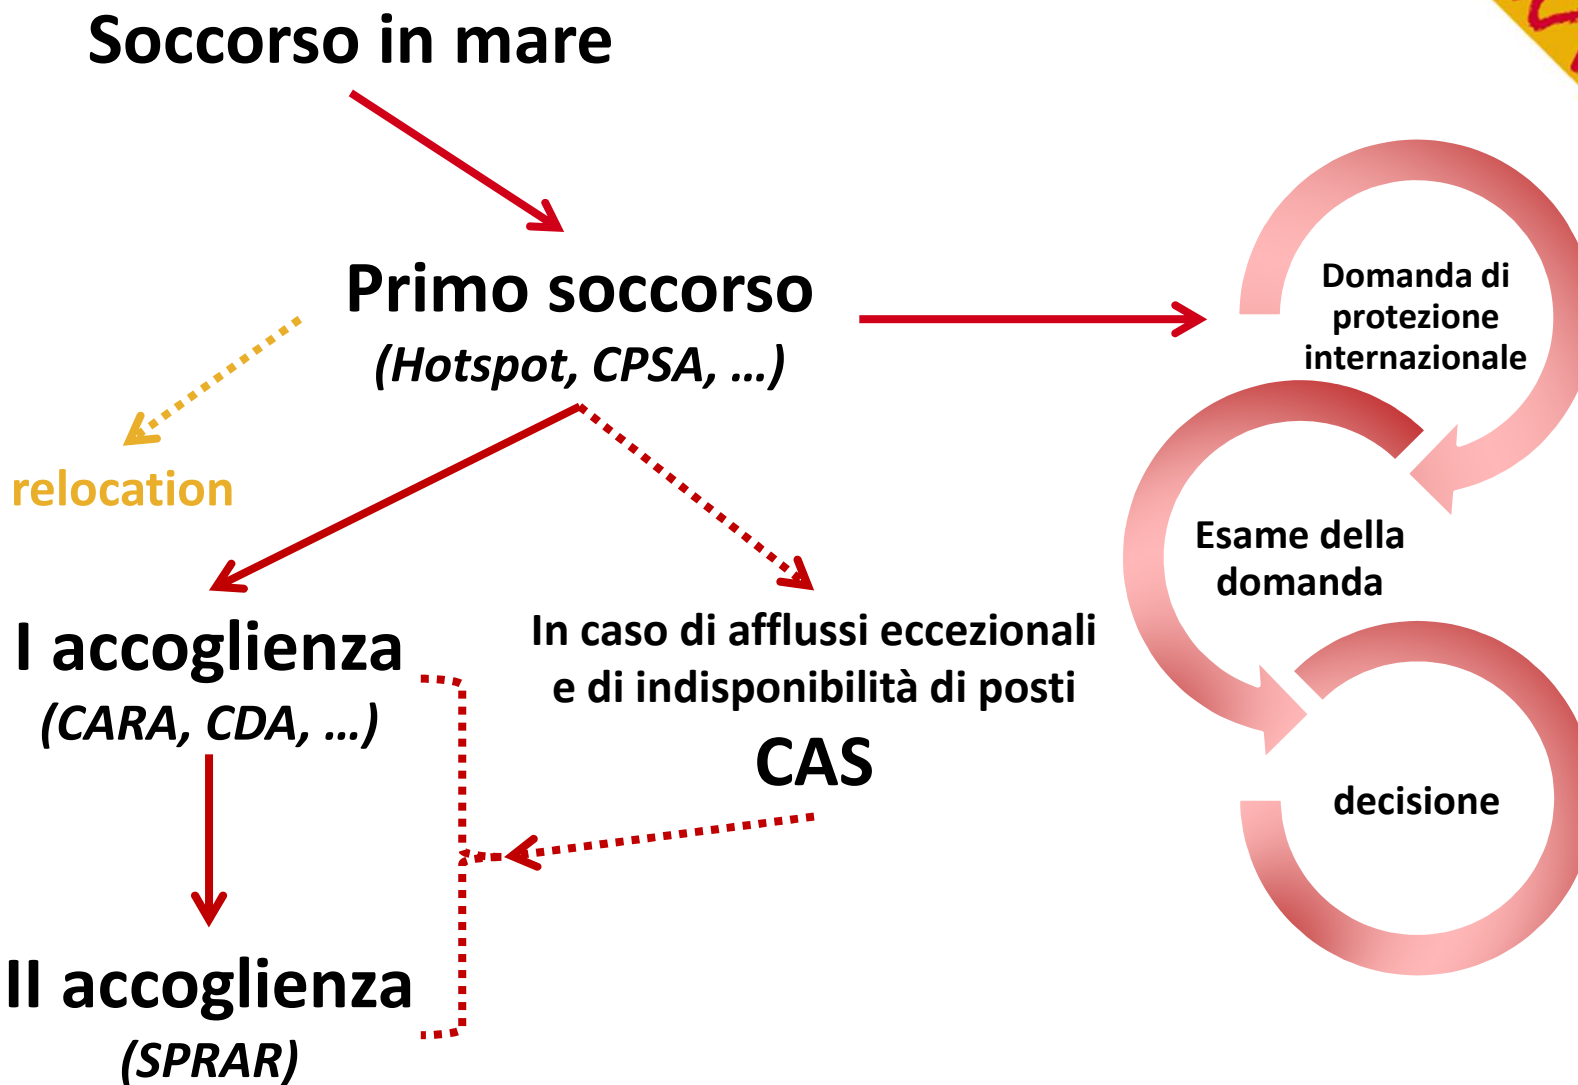 Soccorso in mare
Primo soccorso
(Hotspot, CPSA, ...)
relocation
I accoglienza
(CARA, CDA, ...)
In caso di afflussi eccezionali
e di indisponibilità di posti
CAS
II accoglienza
(SPRAR)
Domanda di
protezione
internazionale
Esame della
domanda
decisione